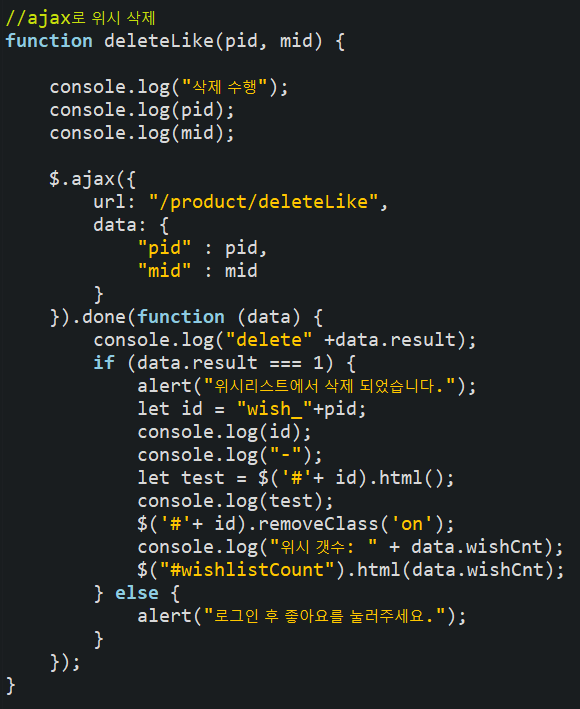 //ajax로 위시 삭제
function deleteLike(pid, mid) {
console.log("삭제 수행");
console.log(pid);
console.log(mid);
$.ajax({
url: "/product/deleteLike",
data: {
"pid" : pid,
"mid" : mid
}
}).done(function (data) {
console.log("delete" +data.result);
if (data.result === 1) {
alert("위시리스트에서 삭제 되었습니다.");
let id = "wish_"+pid;
console.log(id);
console.log("-");
let test = $('#'+ id).html();
console.log(test);
$('#'+ id).removeClass('on');
console.log("위시 갯수: " + data.wishCnt);
$("#wishlistCount").html(data.wishCnt);
} else {
alert("로그인 후 좋아요를 눌러주세요.");
}
});
}